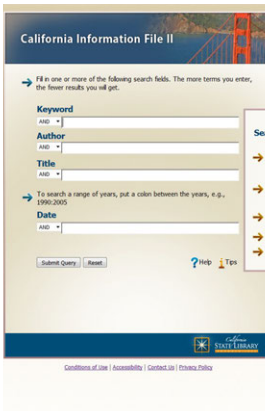 California Information File II
Fill in one or more of the following search fields. The more terms you enter,
the fewer results you will get.
Keyword
AND
Author
AND
Title
AND
To search a range of years, put a colon between the years, e.g.,
1990:2005
Date
AND
Submit Query Reset
? Help i Tips
Sea
California
STATE LIBRARY
Conditions of Use | Accessibility | Contact Us | Privacy Policy